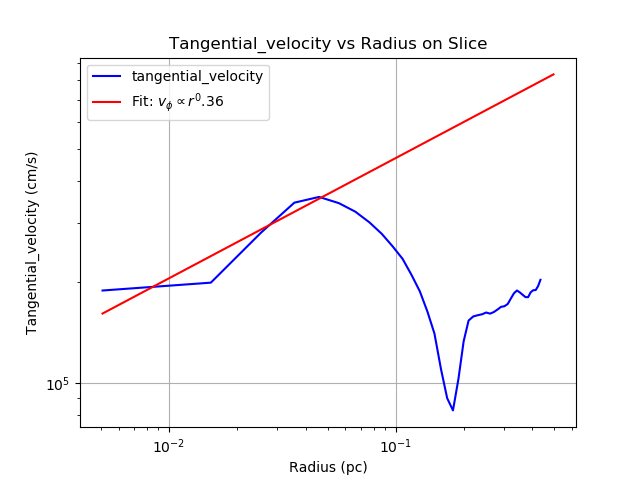 Tangential_velocity vs Radius on Slice
tangential_velocity
Fit: $v_\phi \propto r^0.36$
Tangential_velocity (cm/s)
10^5
10^{-2}
10^{-1}
Radius (pc)